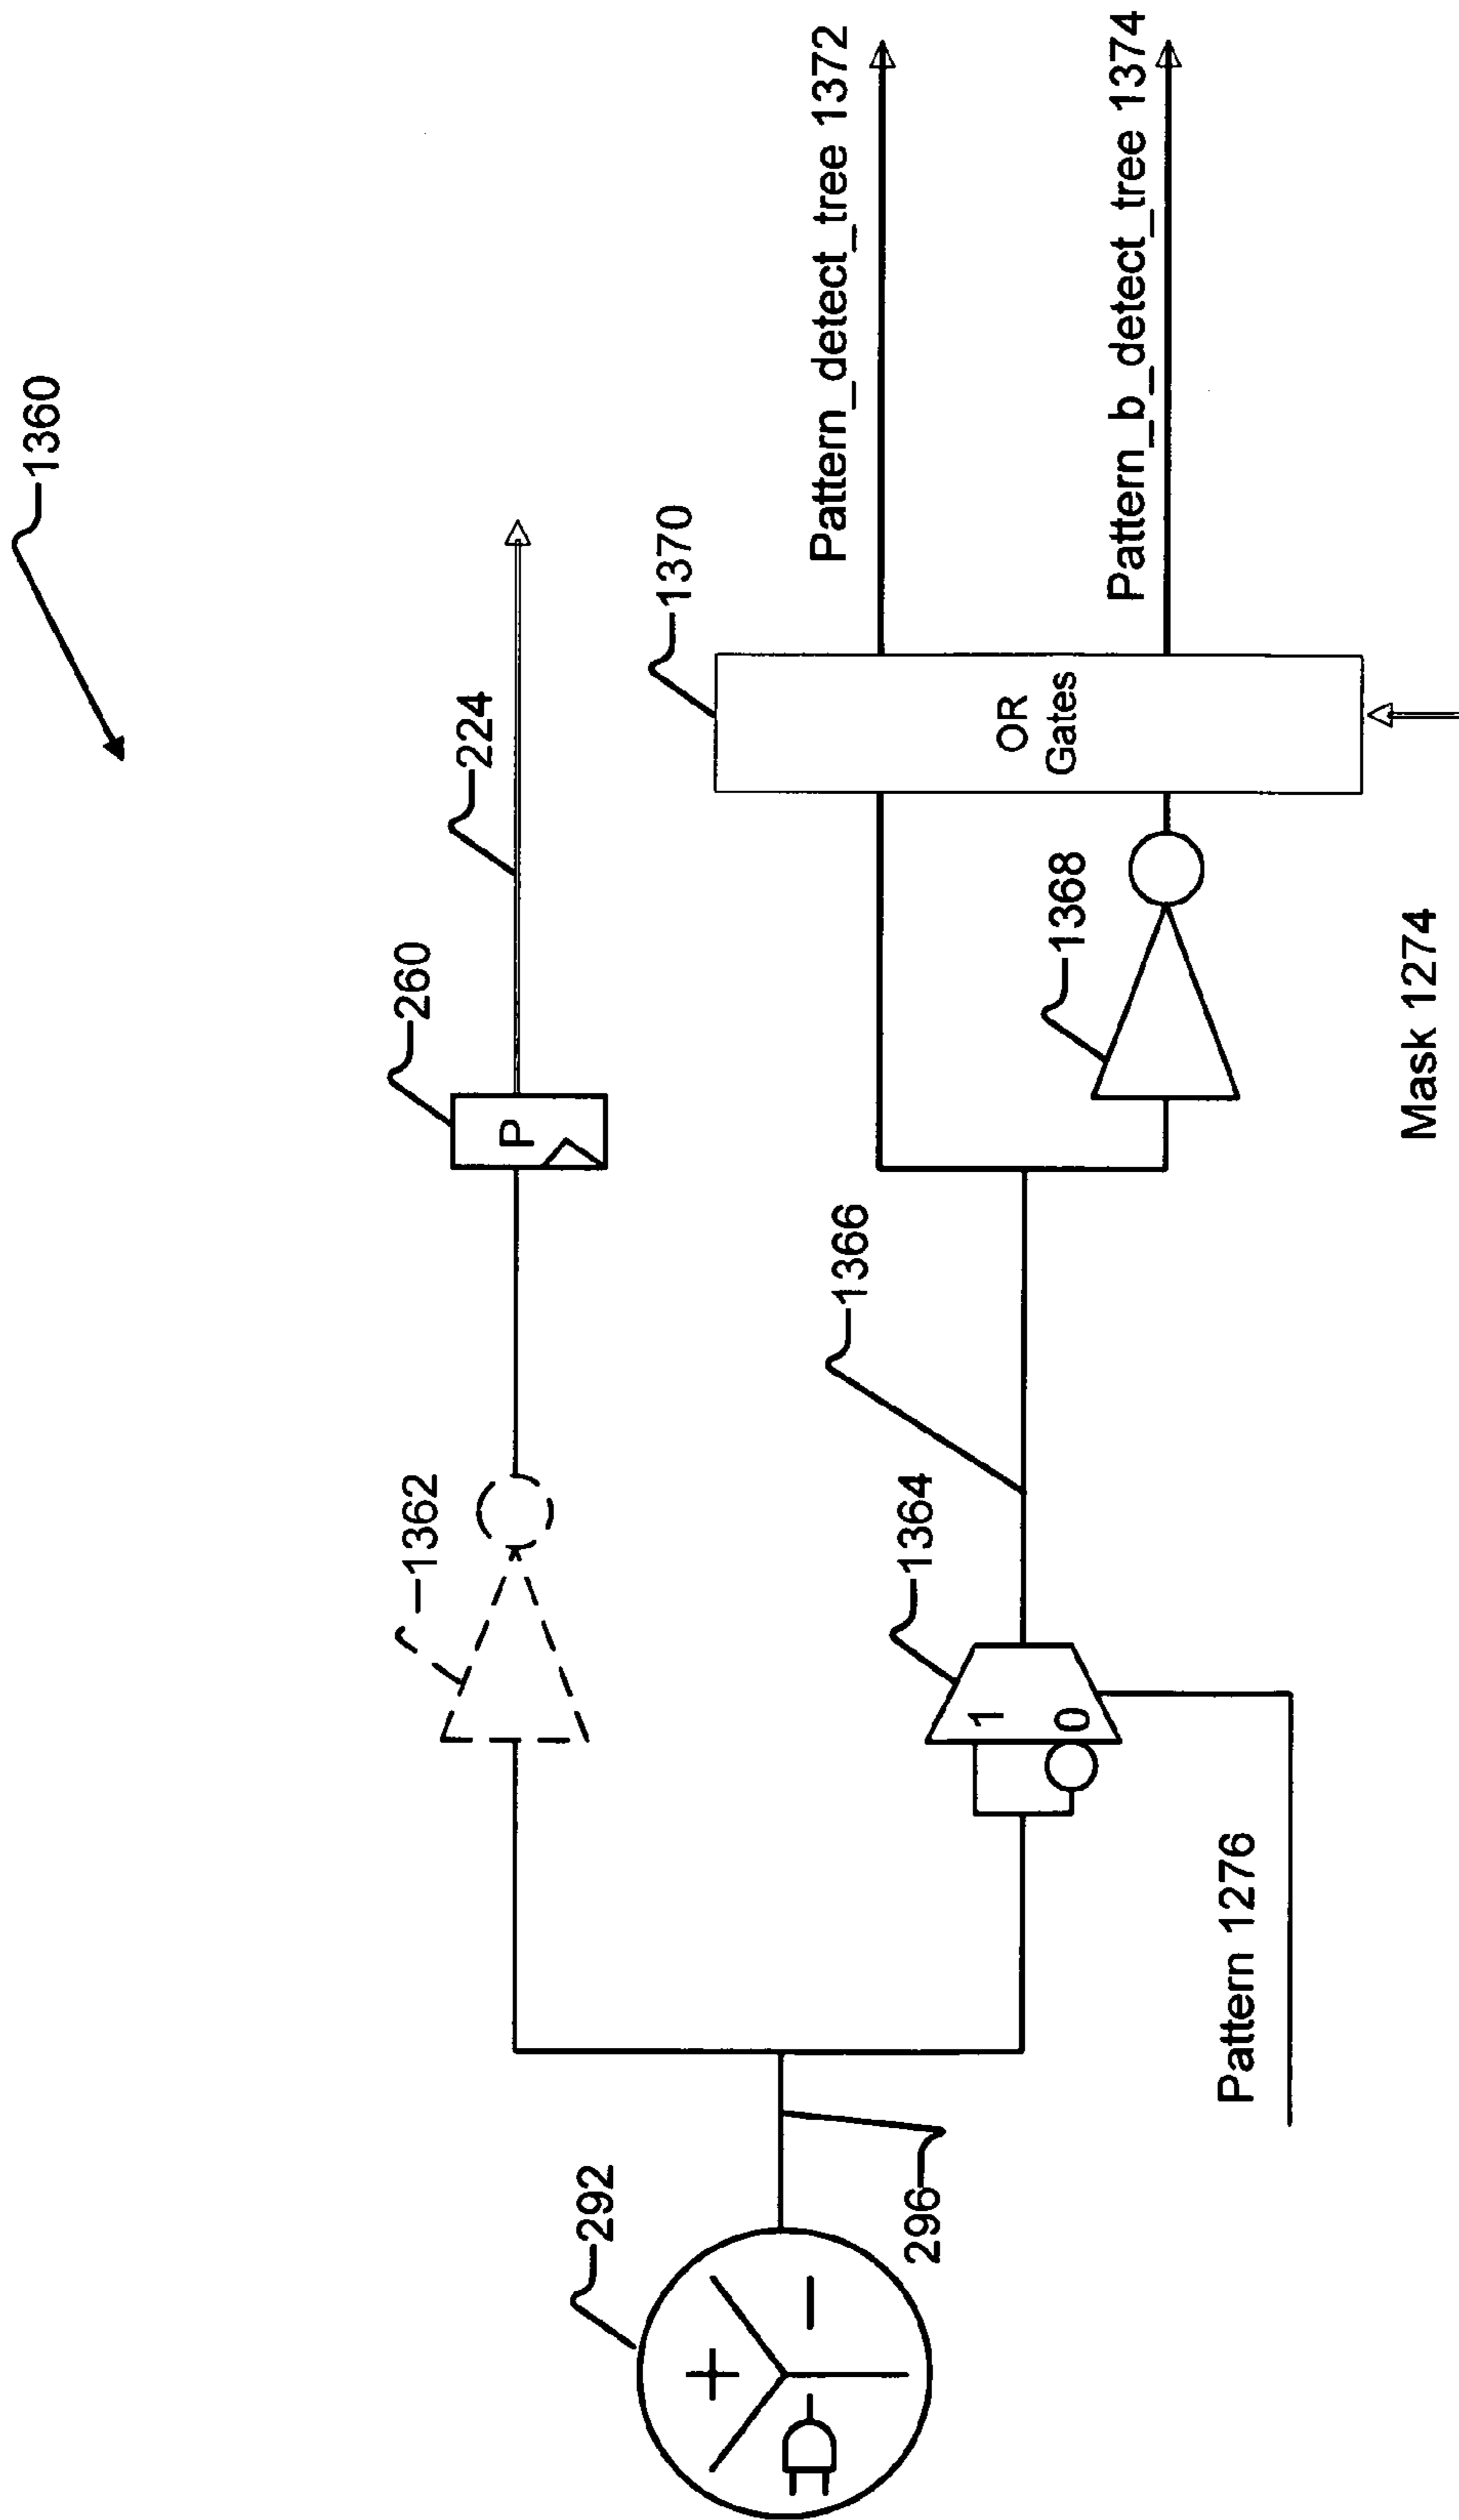 1360
292
296
1362
260
P
224
1364
1
0
1366
1368
1370
OR
Gates
Pattern_detect_tree 1372
Pattern_b_detect_tree 1374
Pattern 1276
Mask 1274